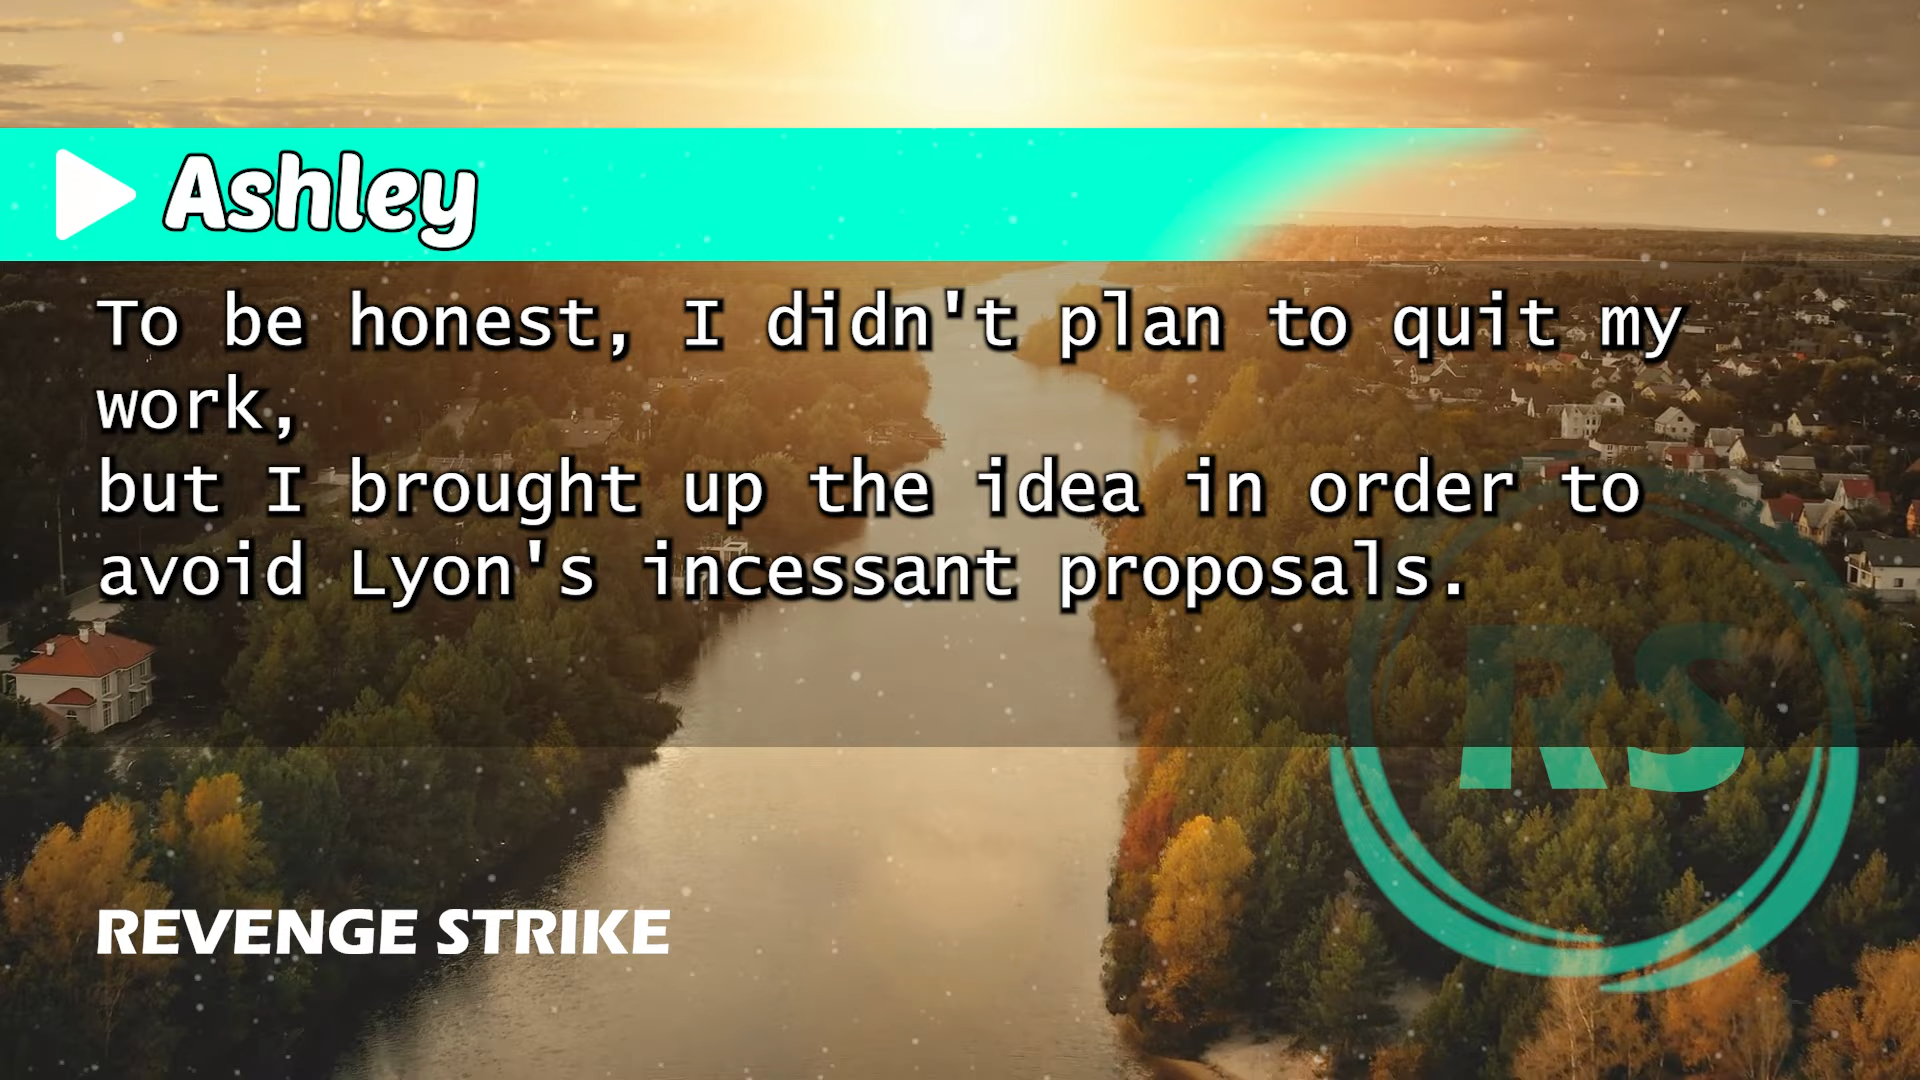 Ashley
To be honest, I didn't plan to quit my
work,
but I brought up the idea in order to
avoid Lyon's incessant proposals.
RS
REVENGE STRIKE